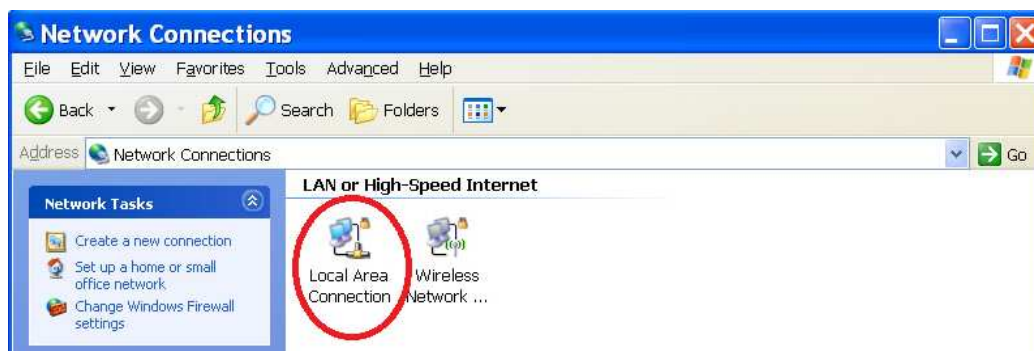 Network Connections
File Edit View Favorites Tools Advanced Help
Back Search Folders
Address Network Connections Go
LAN or High-Speed Internet
Network Tasks
Create a new connection
Set up a home or small
office network
Change Windows Firewall
settings
Local Area
Connection
Wireless
Network ...